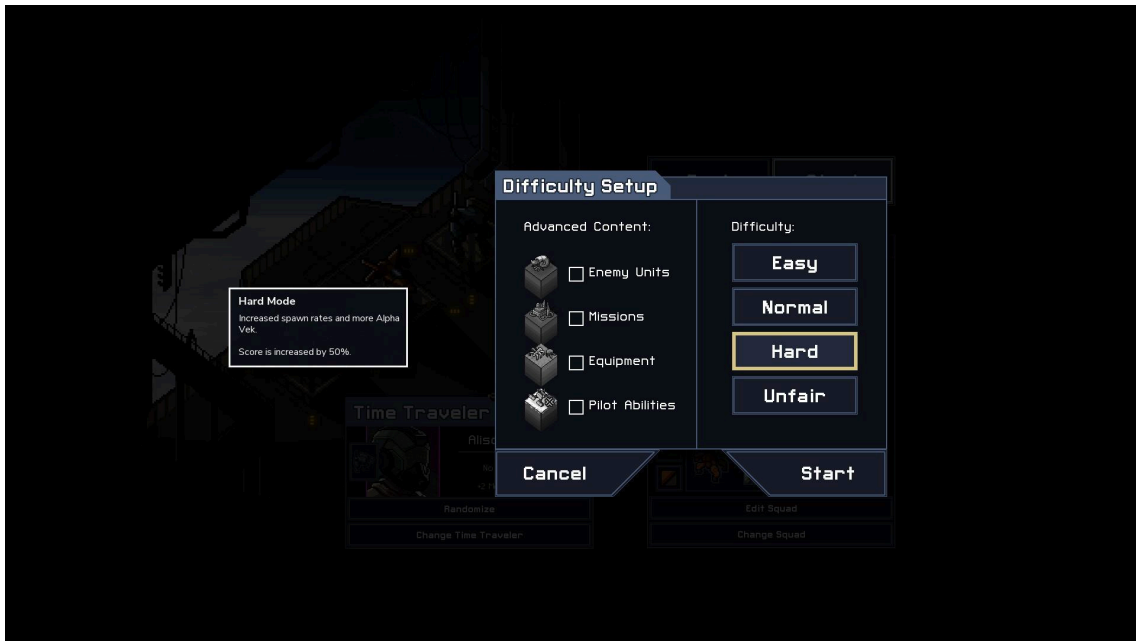 Difficulty Setup
Advanced Content:
Enemy Units
Missions
Equipment
Pilot Abilities
Difficulty:
Easy
Normal
Hard
Unfair
Cancel
Start
Hard Mode
Increased spawn rates and more Alpha
Vek.
Score is increased by 50%.
Time Traveler
Randomize
Change Time Traveler
Edit Squad
Change Squad